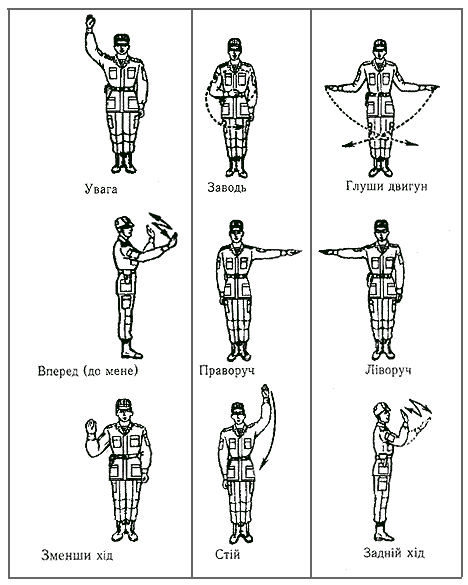 Увага
Заводь
Глуши двигун
Вперед (до мене)
Праворуч
Ліворуч
Зменши хід
Стій
Задній хід